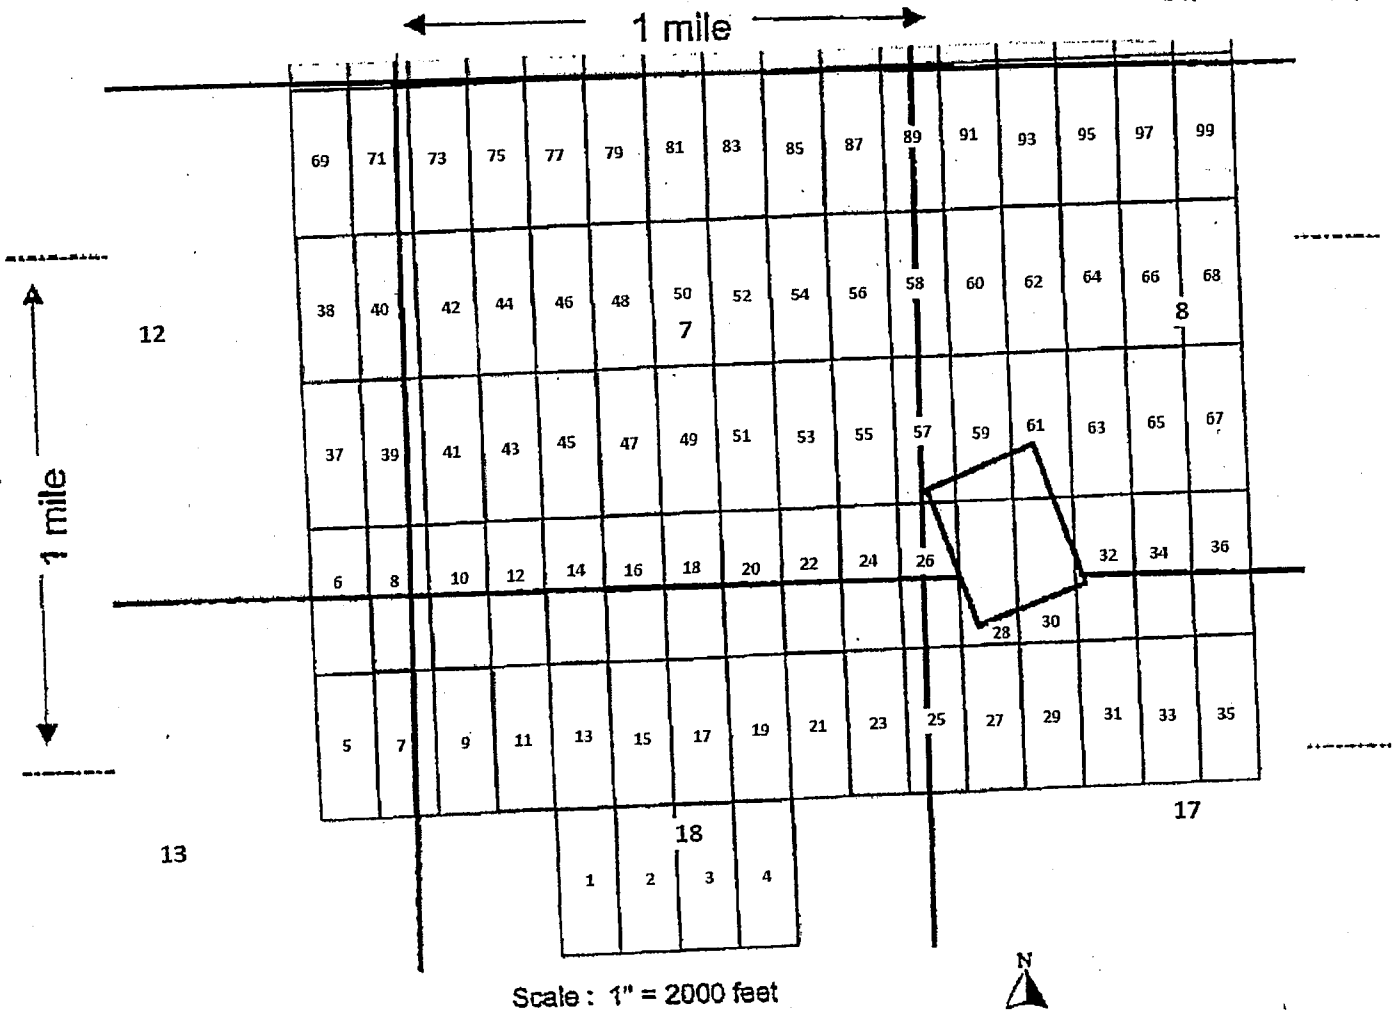 1 mile
69 71 73 75 77 79 81 83 85 87 89 91 93 95 97 99
38 40 42 44 46 48 50 52 54 56 58 60 62 64 66 68
12 7 8
1 mile
37 39 41 43 45 47 49 51 53 55 57 59 61 63 65 67
6 8 10 12 14 16 18 20 22 24 26 32 34 36
28 30
5 7 9 11 13 15 17 19 21 23 25 27 29 31 33 35
13 18 17
1 2 3 4
N
Scale : 1" = 2000 feet